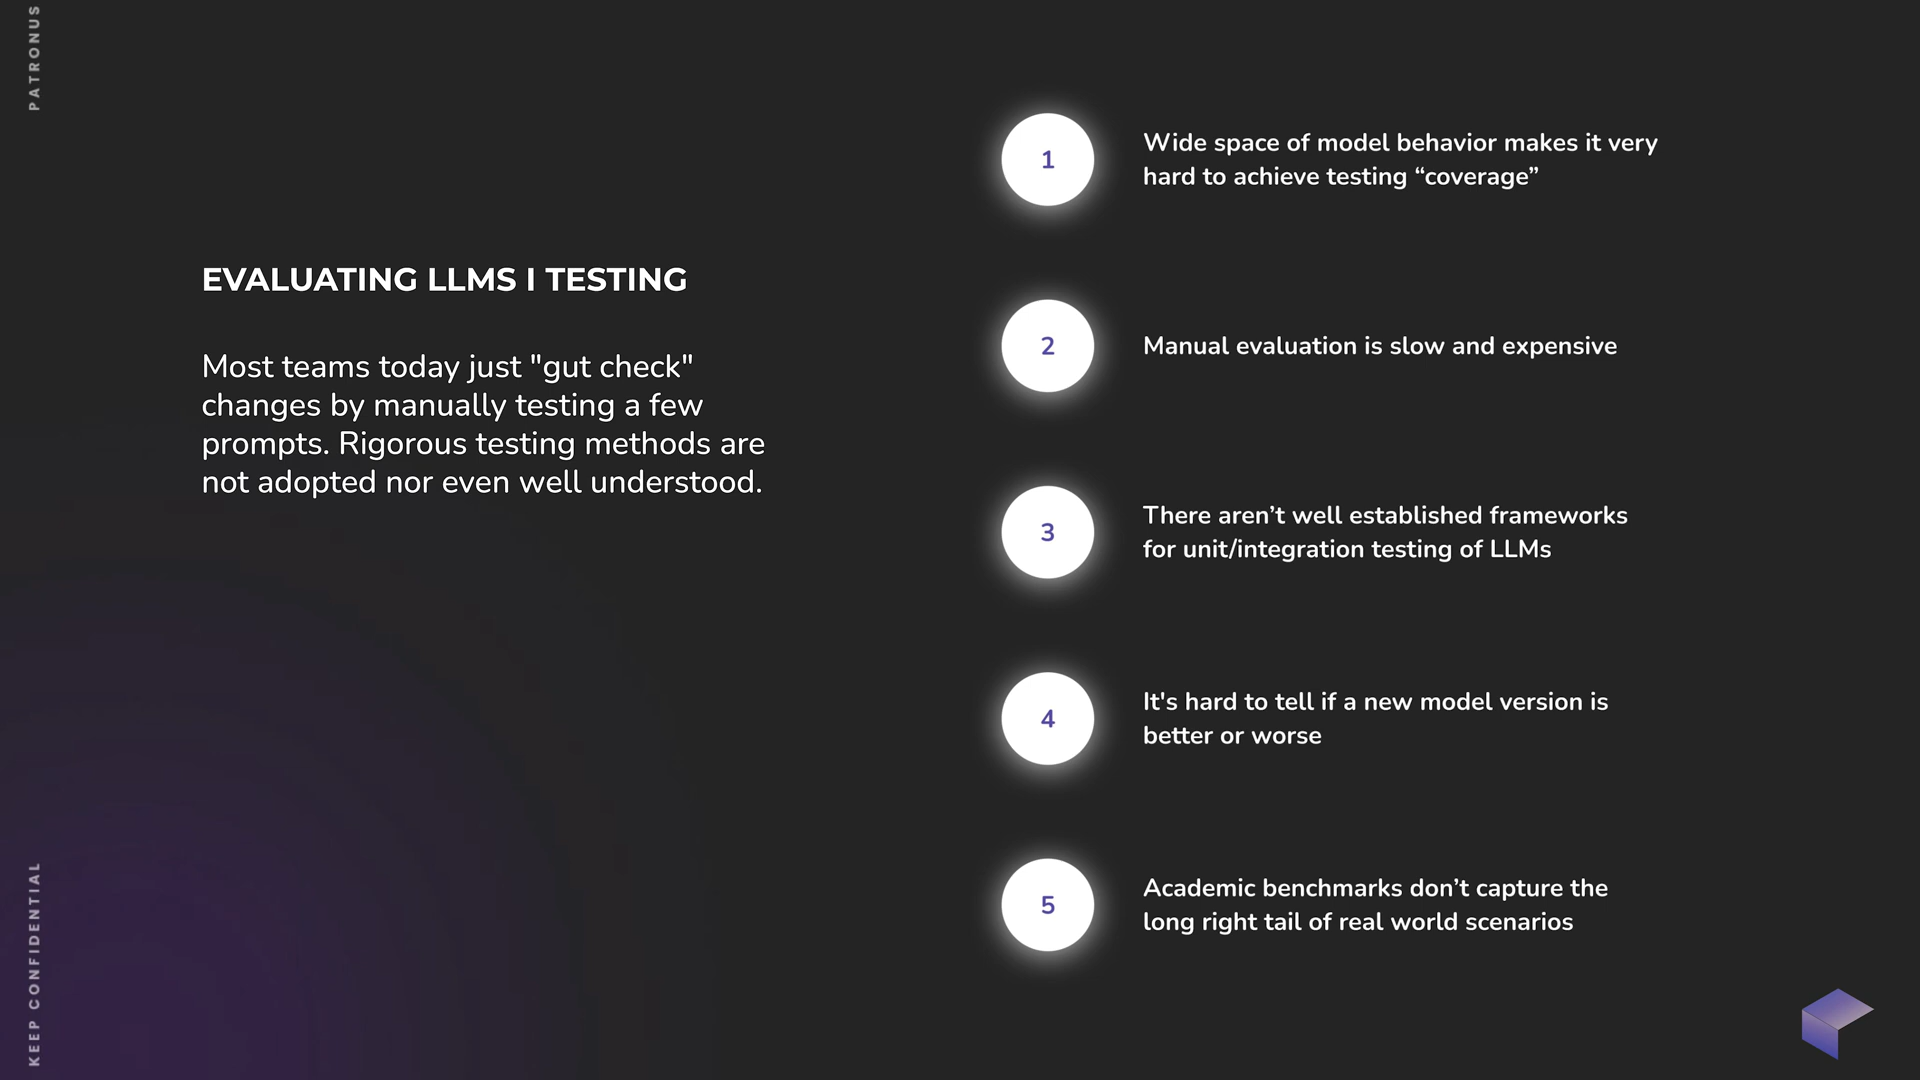 PATRONUS
EVALUATING LLMS I TESTING
Most teams today just "gut check"
changes by manually testing a few
prompts. Rigorous testing methods are
not adopted nor even well understood.
1
Wide space of model behavior makes it very
hard to achieve testing “coverage”
2
Manual evaluation is slow and expensive
3
There aren’t well established frameworks
for unit/integration testing of LLMs
4
It's hard to tell if a new model version is
better or worse
5
Academic benchmarks don’t capture the
long right tail of real world scenarios
KEEP CONFIDENTIAL